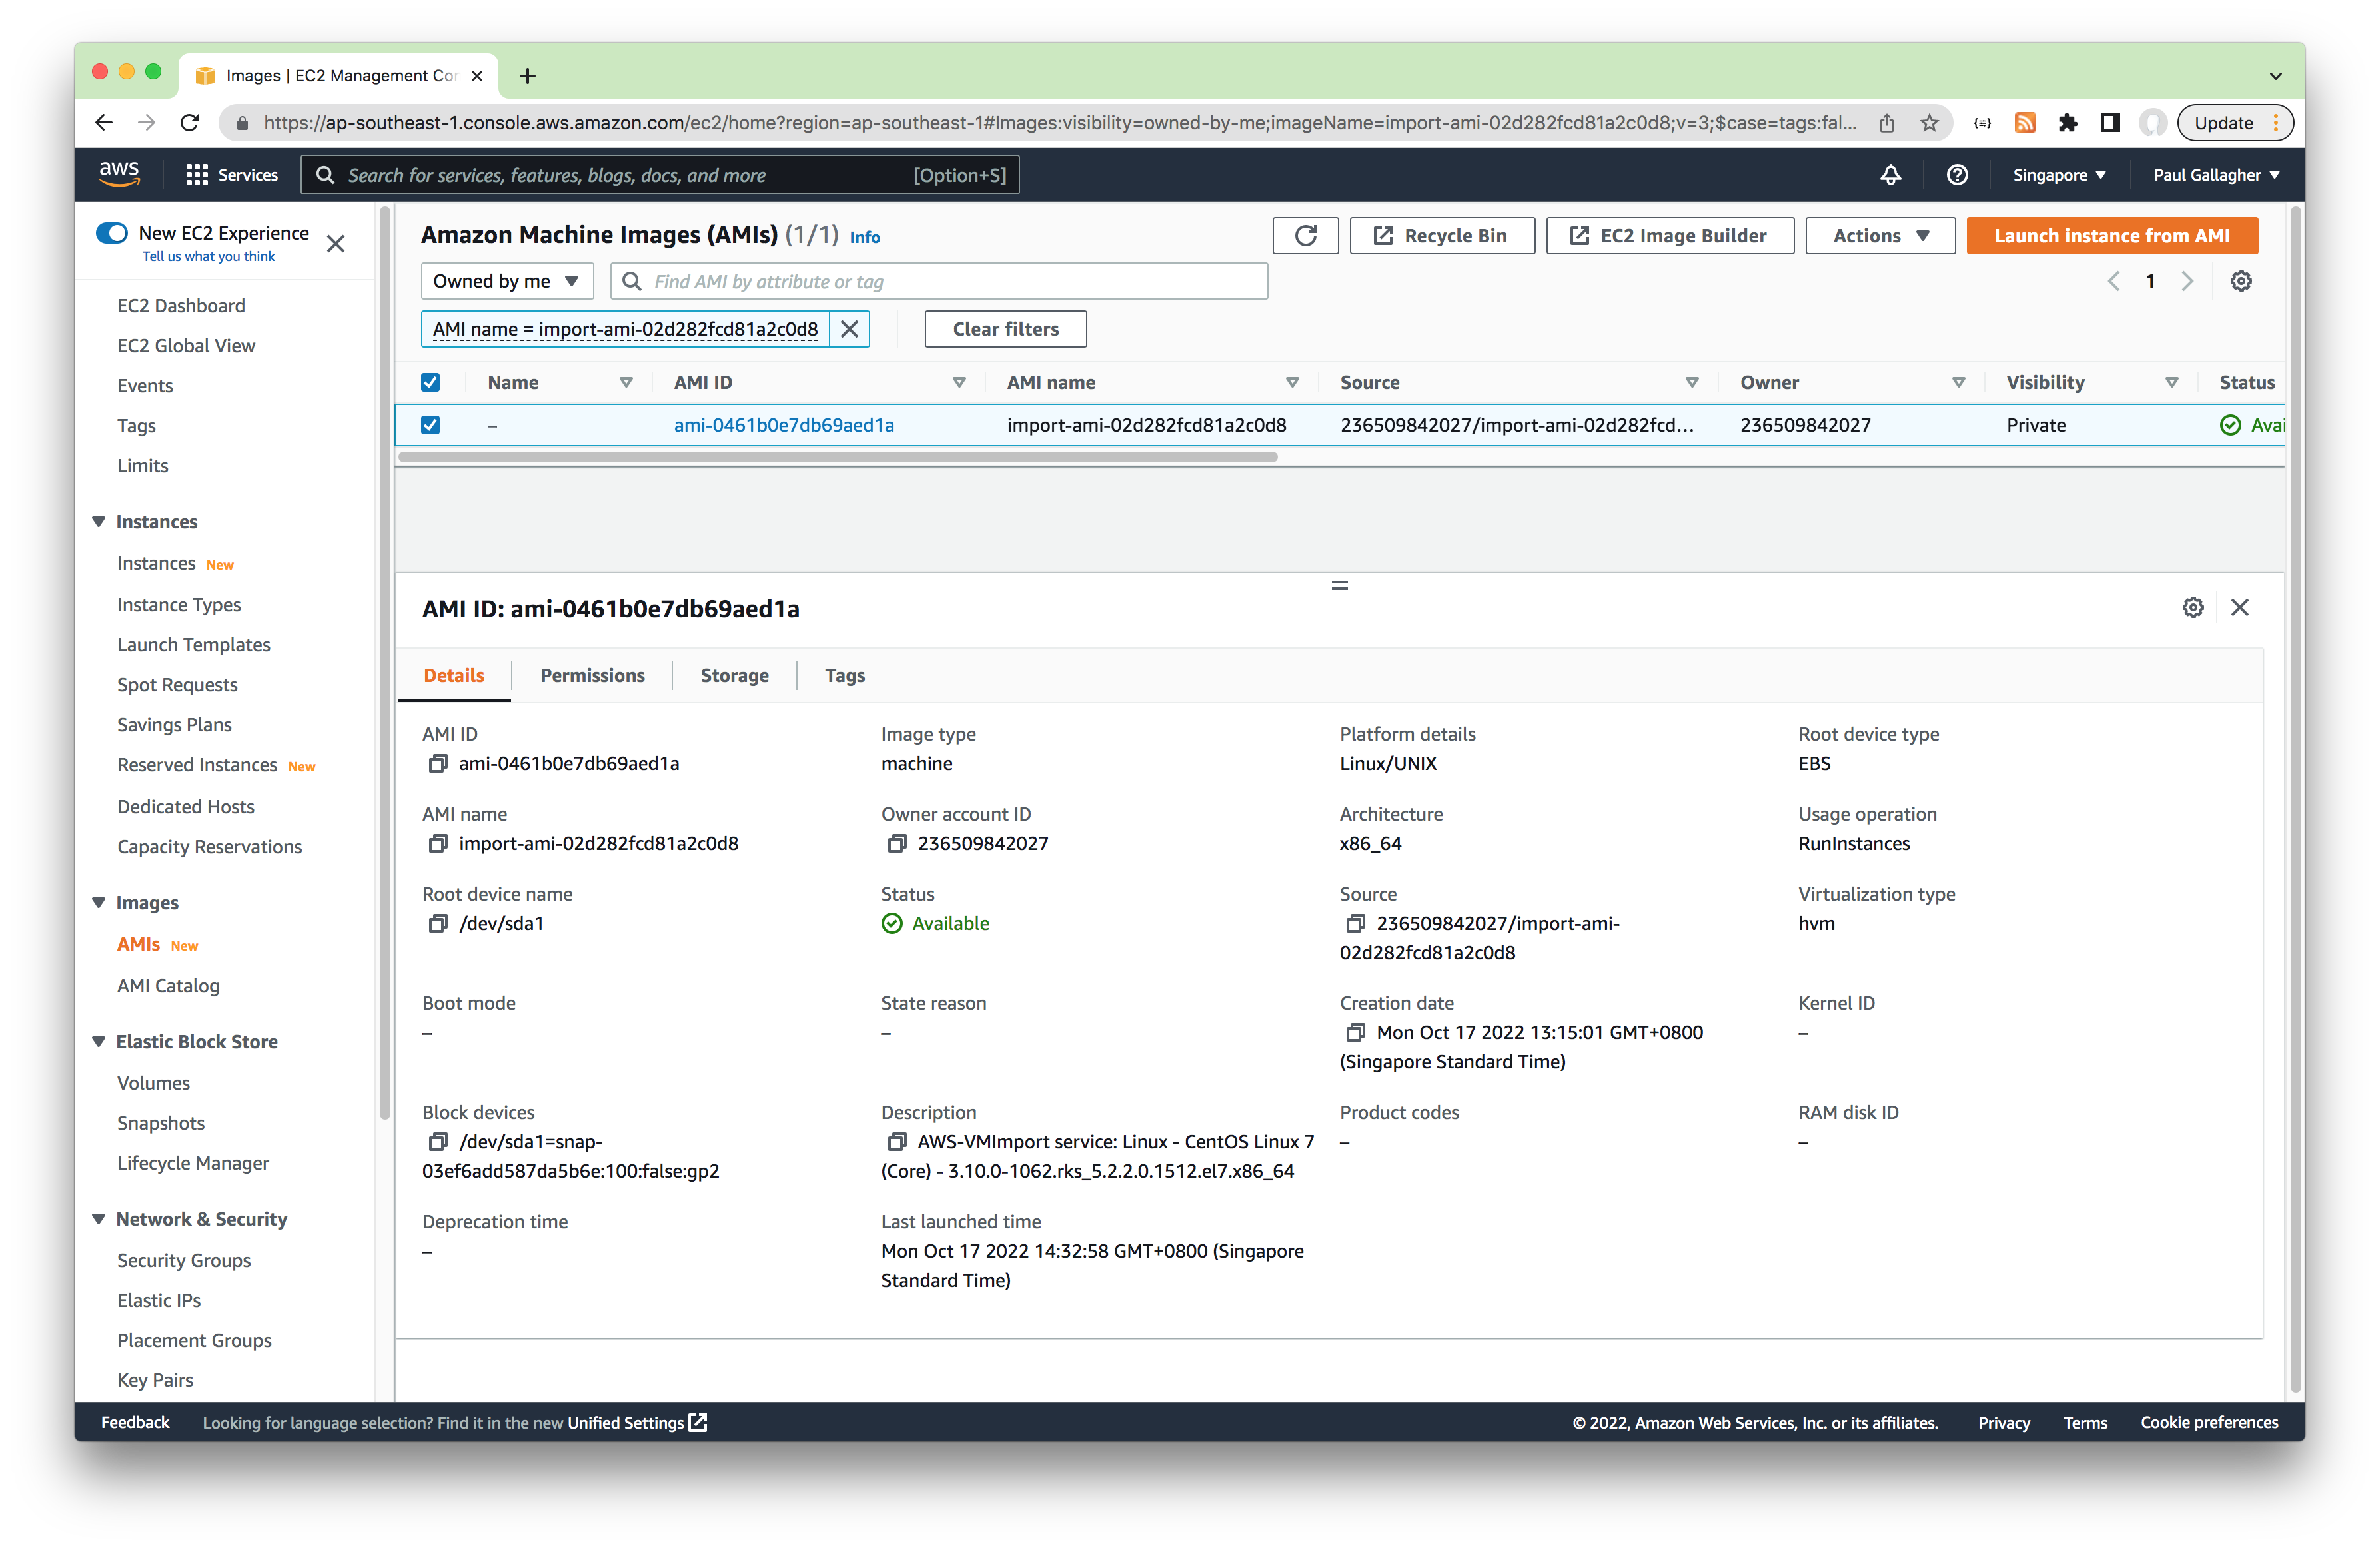 Images | EC2 Management Cor
https://ap-southeast-1.console.aws.amazon.com/ec2/home?region=ap-southeast-1#Images:visibility=owned-by-me;imageName=import-ami-02d282fcd81a2c0d8;v=3;$case=tags:fal...
Update
aws
Services
Search for services, features, blogs, docs, and more [Option+S]
Singapore
Paul Gallagher
New EC2 Experience
Tell us what you think
EC2 Dashboard
EC2 Global View
Events
Tags
Limits
Instances
Instances New
Instance Types
Launch Templates
Spot Requests
Savings Plans
Reserved Instances New
Dedicated Hosts
Capacity Reservations
Images
AMIs New
AMI Catalog
Elastic Block Store
Volumes
Snapshots
Lifecycle Manager
Network & Security
Security Groups
Elastic IPs
Placement Groups
Key Pairs
Amazon Machine Images (AMIs) (1/1) Info
Recycle Bin
EC2 Image Builder
Actions
Launch instance from AMI
Owned by me
Find AMI by attribute or tag
1
AMI name = import-ami-02d282fcd81a2c0d8
Clear filters
Name AMI ID AMI name Source Owner Visibility Status
– ami-0461b0e7db69aed1a import-ami-02d282fcd81a2c0d8 236509842027/import-ami-02d282fcd... 236509842027 Private Avai
AMI ID: ami-0461b0e7db69aed1a
Details Permissions Storage Tags
AMI ID
ami-0461b0e7db69aed1a
Image type
machine
Platform details
Linux/UNIX
Root device type
EBS
AMI name
import-ami-02d282fcd81a2c0d8
Owner account ID
236509842027
Architecture
x86_64
Usage operation
RunInstances
Root device name
/dev/sda1
Status
Available
Source
236509842027/import-ami-
02d282fcd81a2c0d8
Virtualization type
hvm
Boot mode
–
State reason
–
Creation date
Mon Oct 17 2022 13:15:01 GMT+0800
(Singapore Standard Time)
Kernel ID
–
Block devices
/dev/sda1=snap-
03ef6add587da5b6e:100:false:gp2
Description
AWS-VMImport service: Linux - CentOS Linux 7
(Core) - 3.10.0-1062.rks_5.2.2.0.1512.el7.x86_64
Product codes
–
RAM disk ID
–
Deprecation time
–
Last launched time
Mon Oct 17 2022 14:32:58 GMT+0800 (Singapore
Standard Time)
Feedback
Looking for language selection? Find it in the new Unified Settings
© 2022, Amazon Web Services, Inc. or its affiliates.
Privacy
Terms
Cookie preferences